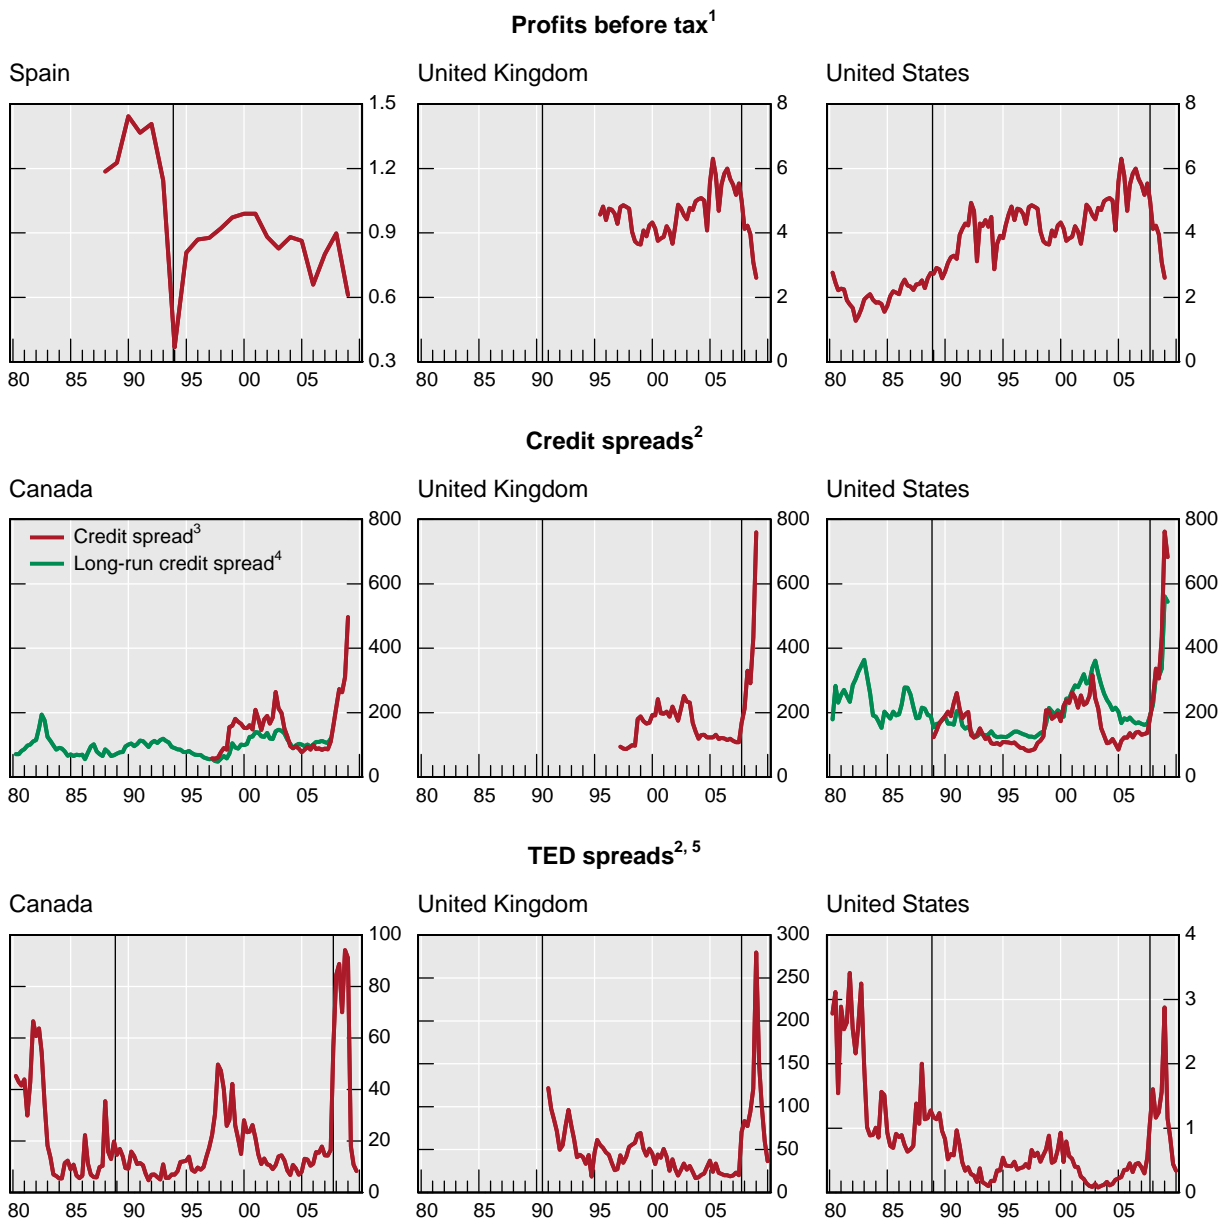 Profits before tax1
Spain United Kingdom United States
1.5 8 8
1.2 6 6
0.9 4 4
0.6 2 2
0.3 0 0
80 85 90 95 00 05 80 85 90 95 00 05 80 85 90 95 00 05
Credit spreads2
Canada United Kingdom United States
800 800 800
Credit spread3
Long-run credit spread4
600 600 600
400 400 400
200 200 200
0 0 0
80 85 90 95 00 05 80 85 90 95 00 05 80 85 90 95 00 05
TED spreads2, 5
Canada United Kingdom United States
100 300 4
250
80 200 3
60
150 2
40
100
20 50 1
0 0 0
80 85 90 95 00 05 80 85 90 95 00 05 80 85 90 95 00 05